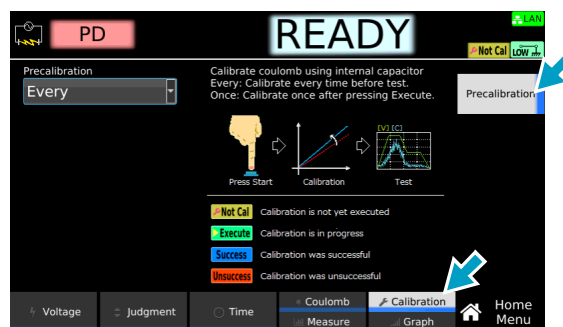 PD
READY
LAN
Not Cal
LOW
Precalibration
Every
Calibrate coulomb using internal capacitor
Every: Calibrate every time before test.
Once: Calibrate once after pressing Execute.
Precalibration
[V] [C]
Press Start
Calibration
Test
Not Cal
Calibration is not yet executed
Execute
Calibration is in progress
Success
Calibration was successful
Unsuccess
Calibration was unsuccessful
Voltage
Judgment
Time
Coulomb
Measure
Calibration
Graph
Home
Menu